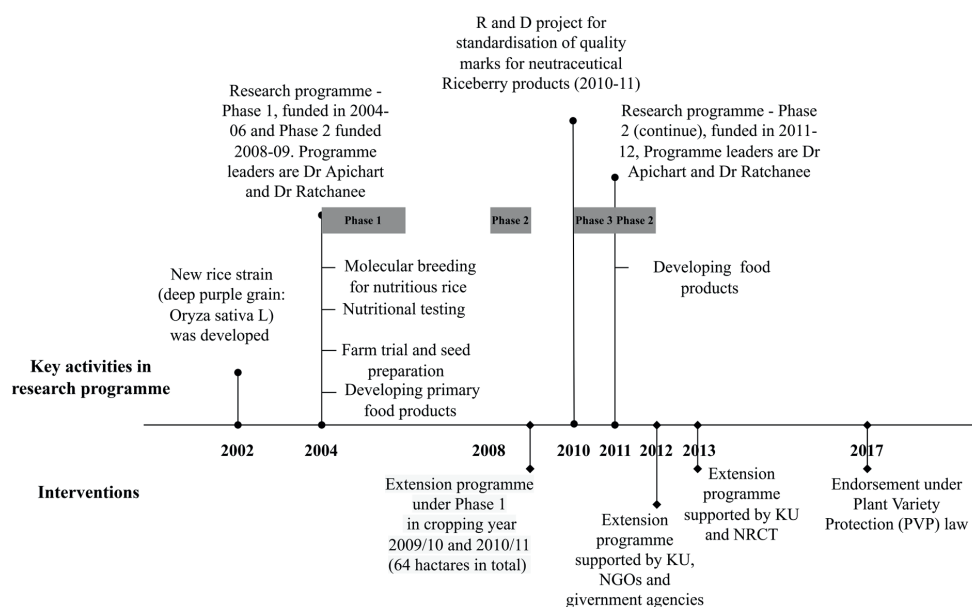 R and D project for
standardisation of quality
marks for neutraceutical
Riceberry products (2010-11)
Research programme -
Phase 1, funded in 2004-
06 and Phase 2 funded
2008-09. Programme
leaders are Dr Apichart
and Dr Ratchanee
Research programme - Phase
2 (continue), funded in 2011-
12, Programme leaders are Dr
Apichart and Dr Ratchanee
Phase 1
Phase 2
Phase 3
Phase 2
New rice strain
(deep purple grain:
Oryza sativa L)
was developed
Molecular breeding
for nutritious rice
Nutritional testing
Farm trial and seed
preparation
Developing primary
food products
Developing food
products
Key activities in
research programme
2002
2004
2008
2010
2011
2012
2013
2017
Interventions
Extension programme
under Phase 1
in cropping year
2009/10 and 2010/11
(64 hactares in total)
Extension
programme
supported by KU,
NGOs and
givernment agencies
Extension
programme
supported by KU
and NRCT
Endorsement under
Plant Variety
Protection (PVP) law